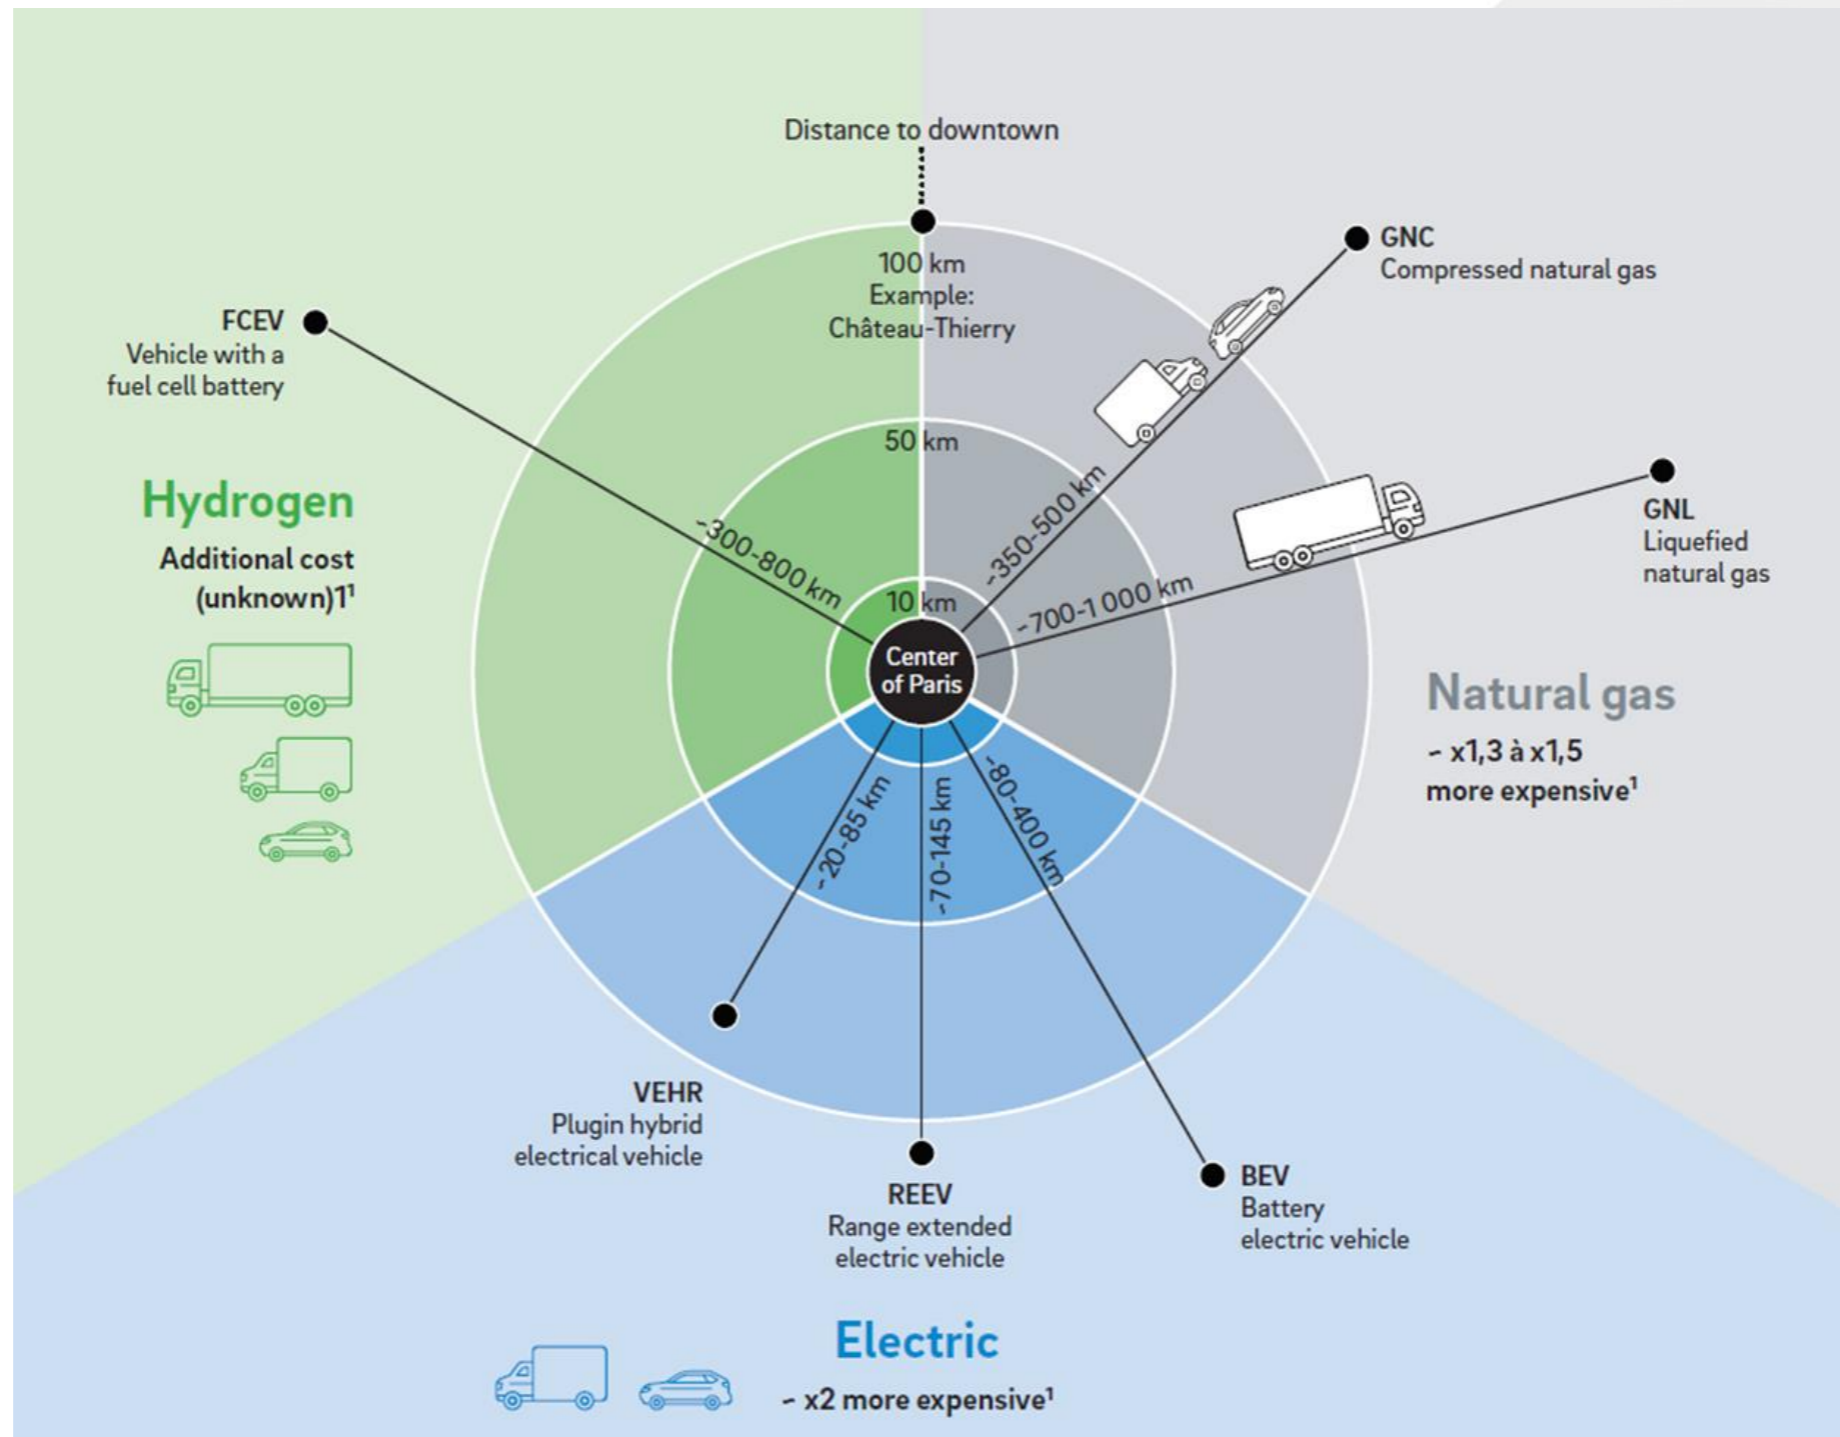 Distance to downtown
100 km
Example:
Château-Thierry
50 km
10 km
Center
of Paris
GNC
Compressed natural gas
~350-500 km
GNL
Liquefied
natural gas
~700-1 000 km
Natural gas
~ x1,3 à x1,5
more expensive¹
FCEV
Vehicle with a
fuel cell battery
~300-800 km
Hydrogen
Additional cost
(unknown)1¹
~20-85 km
~70-145 km
~80-400 km
VEHR
Plugin hybrid
electrical vehicle
REEV
Range extended
electric vehicle
BEV
Battery
electric vehicle
Electric
~ x2 more expensive¹